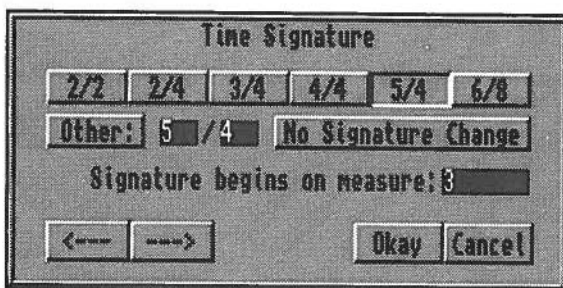 Time Signature
2/2 2/4 3/4 4/4 5/4 6/8
Other: 5 / 4 No Signature Change
Signature begins on measure: 3
<--- ---> Okay Cancel